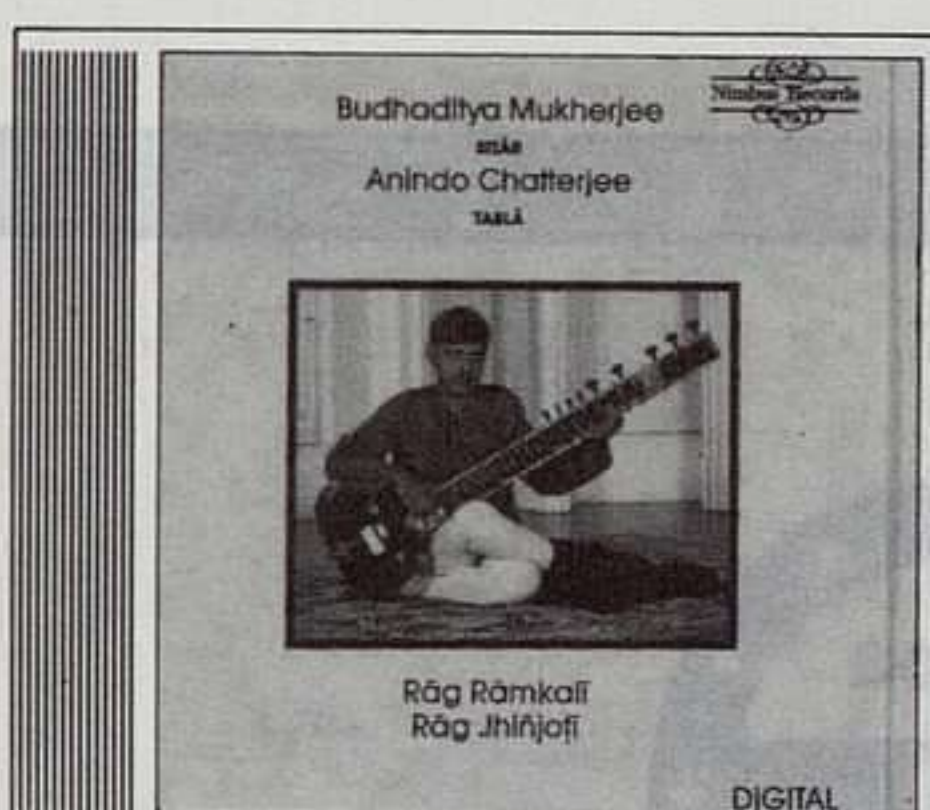 Nimbus Records
Budhaditya Mukherjee
SITĀR
Anindo Chatterjee
TABLĀ
Rāg Rāmkalī
Rāg Jhiñjoṭī
DIGITAL